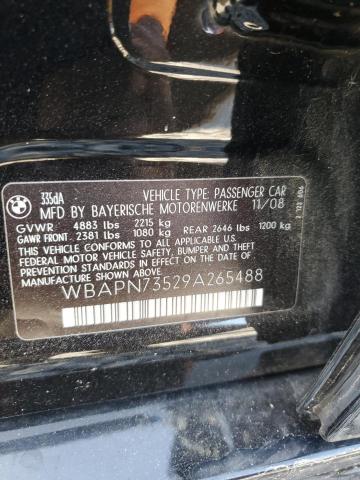 335dA
VEHICLE TYPE: PASSENGER CAR
MFD BY BAYERISCHE MOTORENWERKE 11/08
GVWR 4883 lbs 2215 kg
GAWR FRONT 2381 lbs 1080 kg REAR 2646 lbs 1200 kg
THIS VEHICLE CONFORMS TO ALL APPLICABLE FEDERAL MOTOR VEHICLE
SAFETY, BUMPER, AND THEFT PREVENTION STANDARDS IN EFFECT ON THE DATE OF
MANUFACTURE SHOWN ABOVE.
WBAPN73529A265488